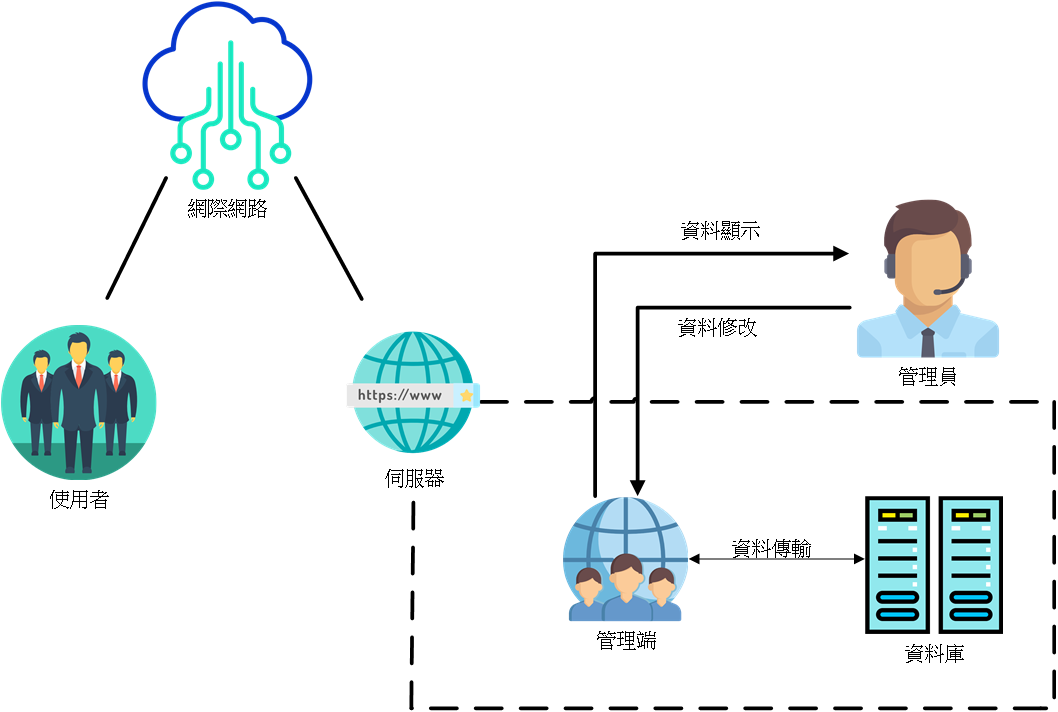 網際網路
資料顯示
資料修改
管理員
https://www
伺服器
使用者
資料傳輸
管理端
資料庫